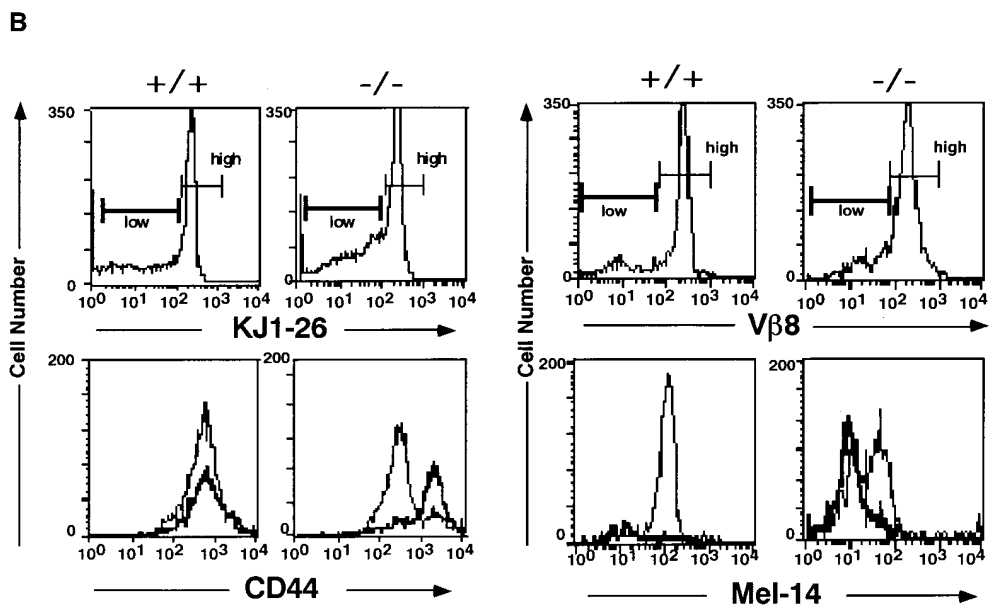 B
+/+ -/- +/+ -/-
350 350 350 350
high high high high
low low low low
0 0 0 0
10⁰ 10¹ 10² 10³ 10⁴ 10⁰ 10¹ 10² 10³ 10⁴ 10⁰ 10¹ 10² 10³ 10⁴ 10⁰ 10¹ 10² 10³ 10⁴
KJ1-26 Vβ8
Cell Number Cell Number
200 200 200 200
0 0 0 0
10⁰ 10¹ 10² 10³ 10⁴ 10⁰ 10¹ 10² 10³ 10⁴ 10⁰ 10¹ 10² 10³ 10⁴ 10⁰ 10¹ 10² 10³ 10⁴
CD44 Mel-14